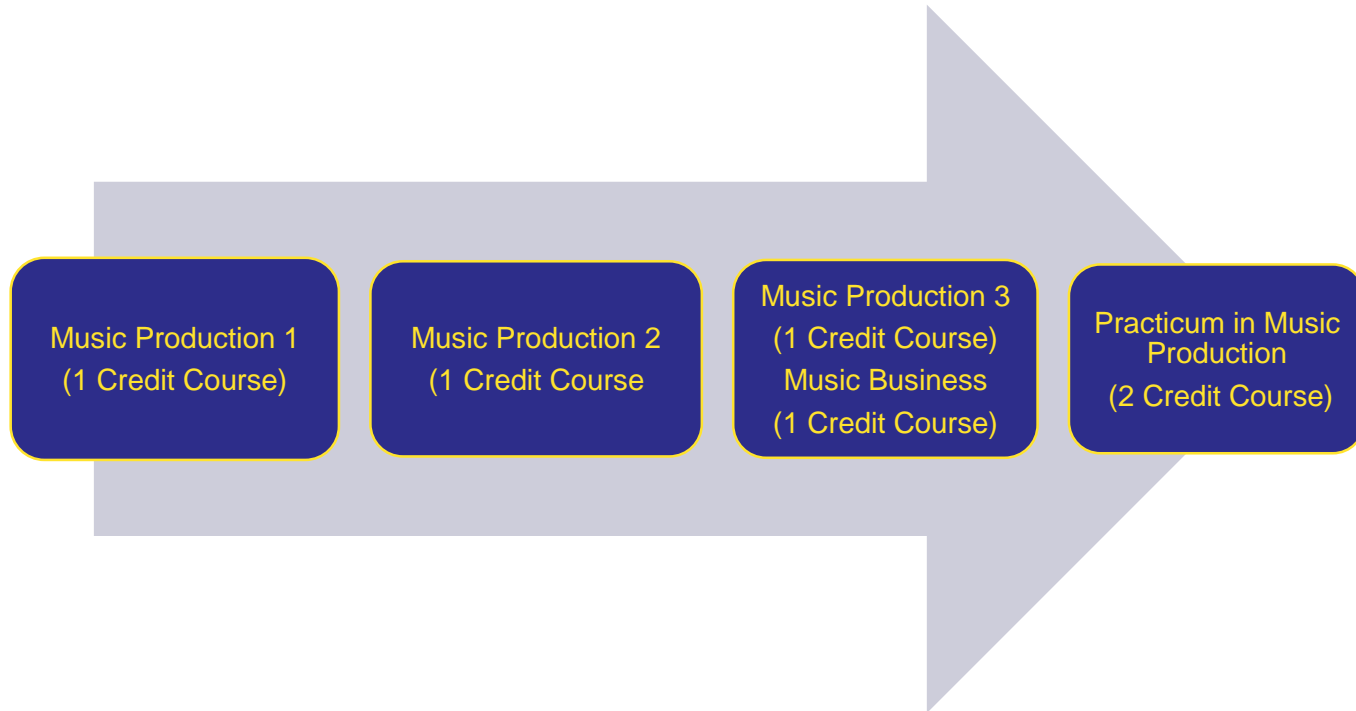 Music Production 1
(1 Credit Course)
Music Production 2
(1 Credit Course
Music Production 3
(1 Credit Course)
Music Business
(1 Credit Course)
Practicum in Music
Production
(2 Credit Course)